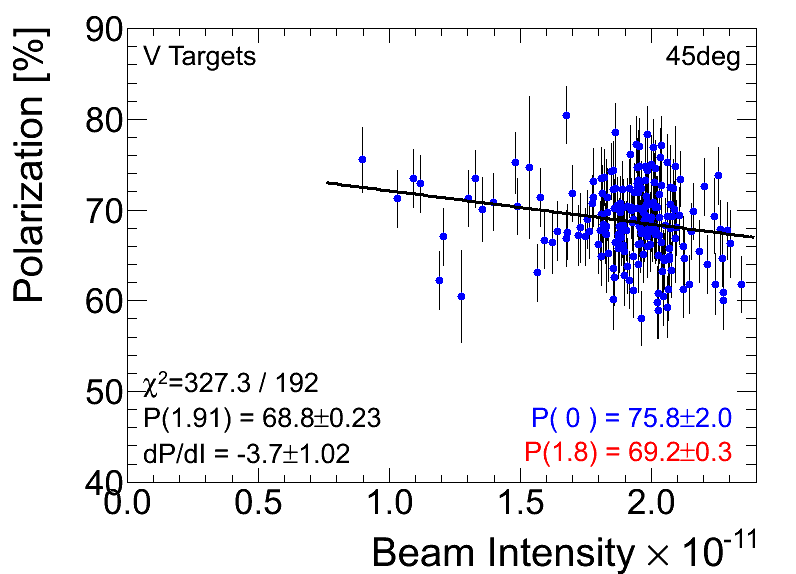 Polarization [%]
90
80
70
60
50
40
V Targets
45deg
χ²=327.3 / 192
P(1.91) = 68.8±0.23
dP/dI = -3.7±1.02
P( 0 ) = 75.8±2.0
P(1.8) = 69.2±0.3
0.0 0.5 1.0 1.5 2.0
Beam Intensity × 10⁻¹¹